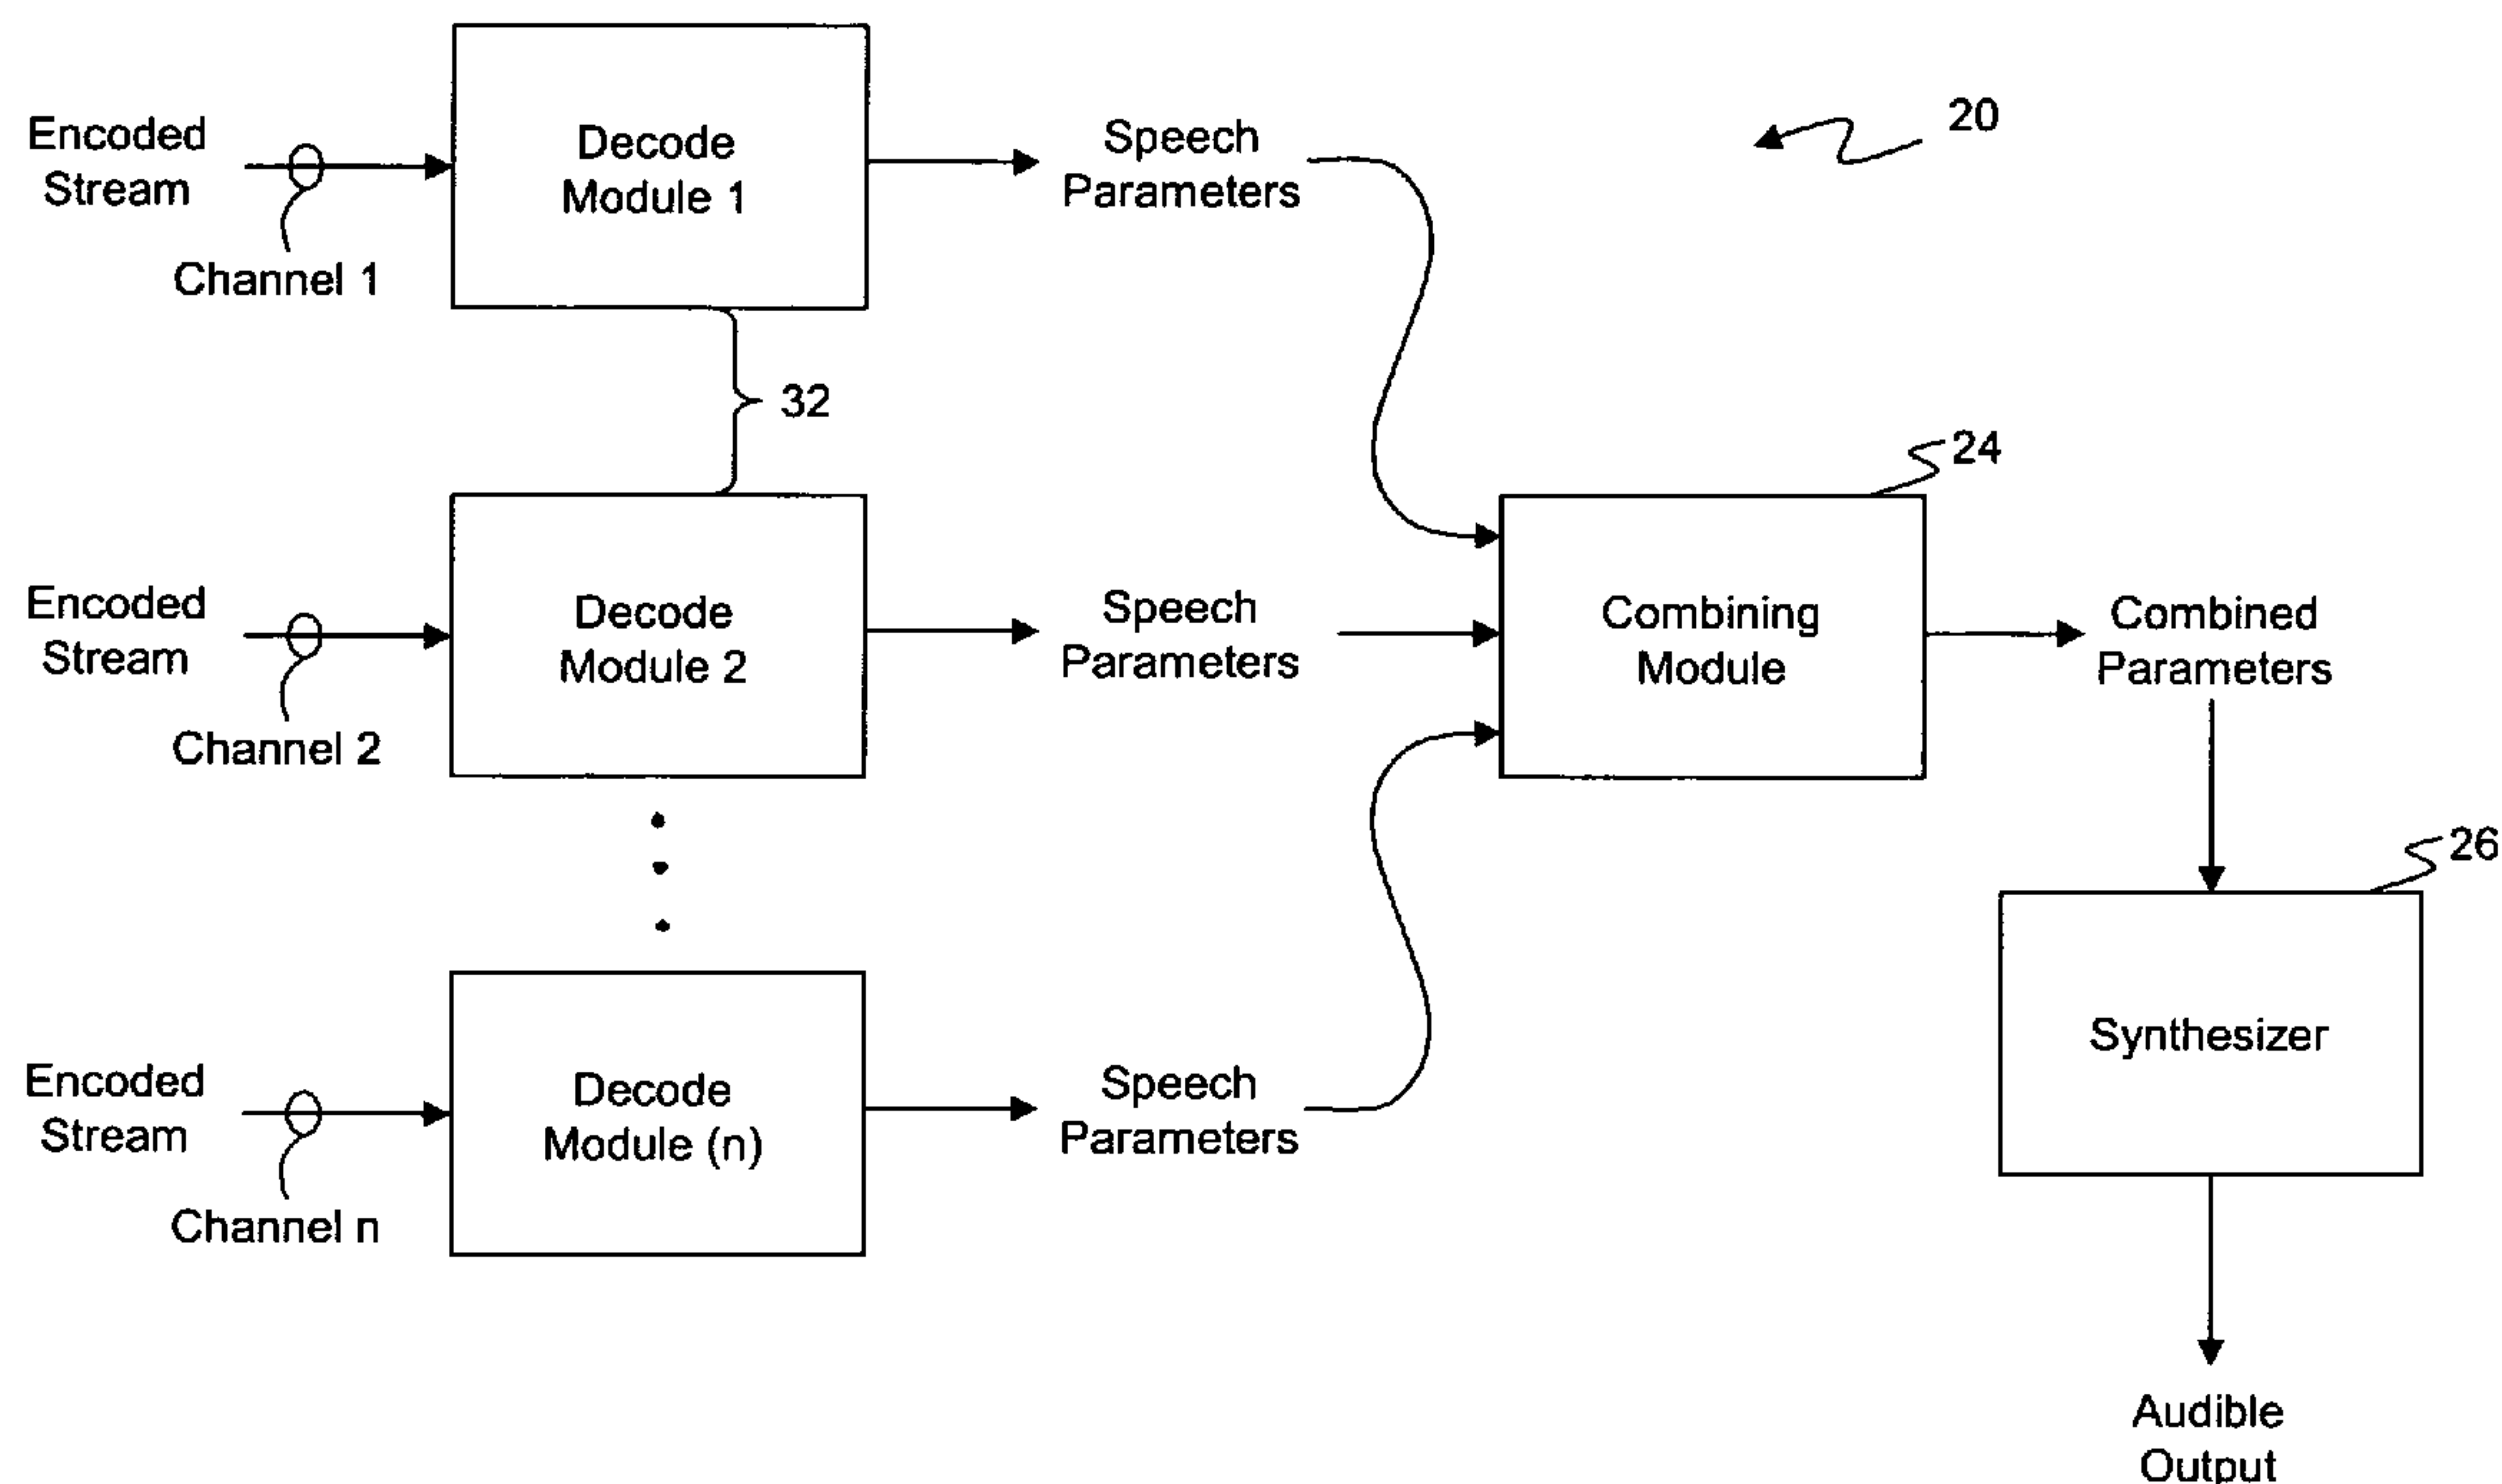 Encoded
Stream
Channel 1
Decode
Module 1
Speech
Parameters
20
32
Encoded
Stream
Channel 2
Decode
Module 2
Speech
Parameters
24
Combining
Module
Combined
Parameters
26
Synthesizer
Encoded
Stream
Channel n
Decode
Module (n)
Speech
Parameters
Audible
Output